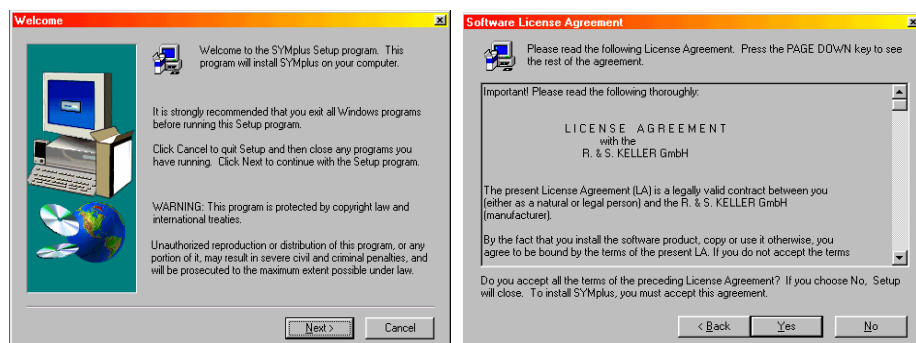 Welcome
Welcome to the SYMplus Setup program. This
program will install SYMplus on your computer.
It is strongly recommended that you exit all Windows programs
before running this Setup program.
Click Cancel to quit Setup and then close any programs you
have running. Click Next to continue with the Setup program.
WARNING: This program is protected by copyright law and
international treaties.
Unauthorized reproduction or distribution of this program, or any
portion of it, may result in severe civil and criminal penalties, and
will be prosecuted to the maximum extent possible under law.
Next >
Cancel
Software License Agreement
Please read the following License Agreement. Press the PAGE DOWN key to see
the rest of the agreement.
Important! Please read the following thoroughly:
L I C E N S E A G R E E M E N T
with the
R. & S. KELLER GmbH
The present License Agreement (LA) is a legally valid contract between you
(either as a natural or legal person) and the R. & S. KELLER GmbH
(manufacturer).
By the fact that you install the software product, copy or use it otherwise, you
agree to be bound by the terms of the present LA. If you do not accept the terms
Do you accept all the terms of the preceding License Agreement? If you choose No, Setup
will close. To install SYMplus, you must accept this agreement.
< Back
Yes
No